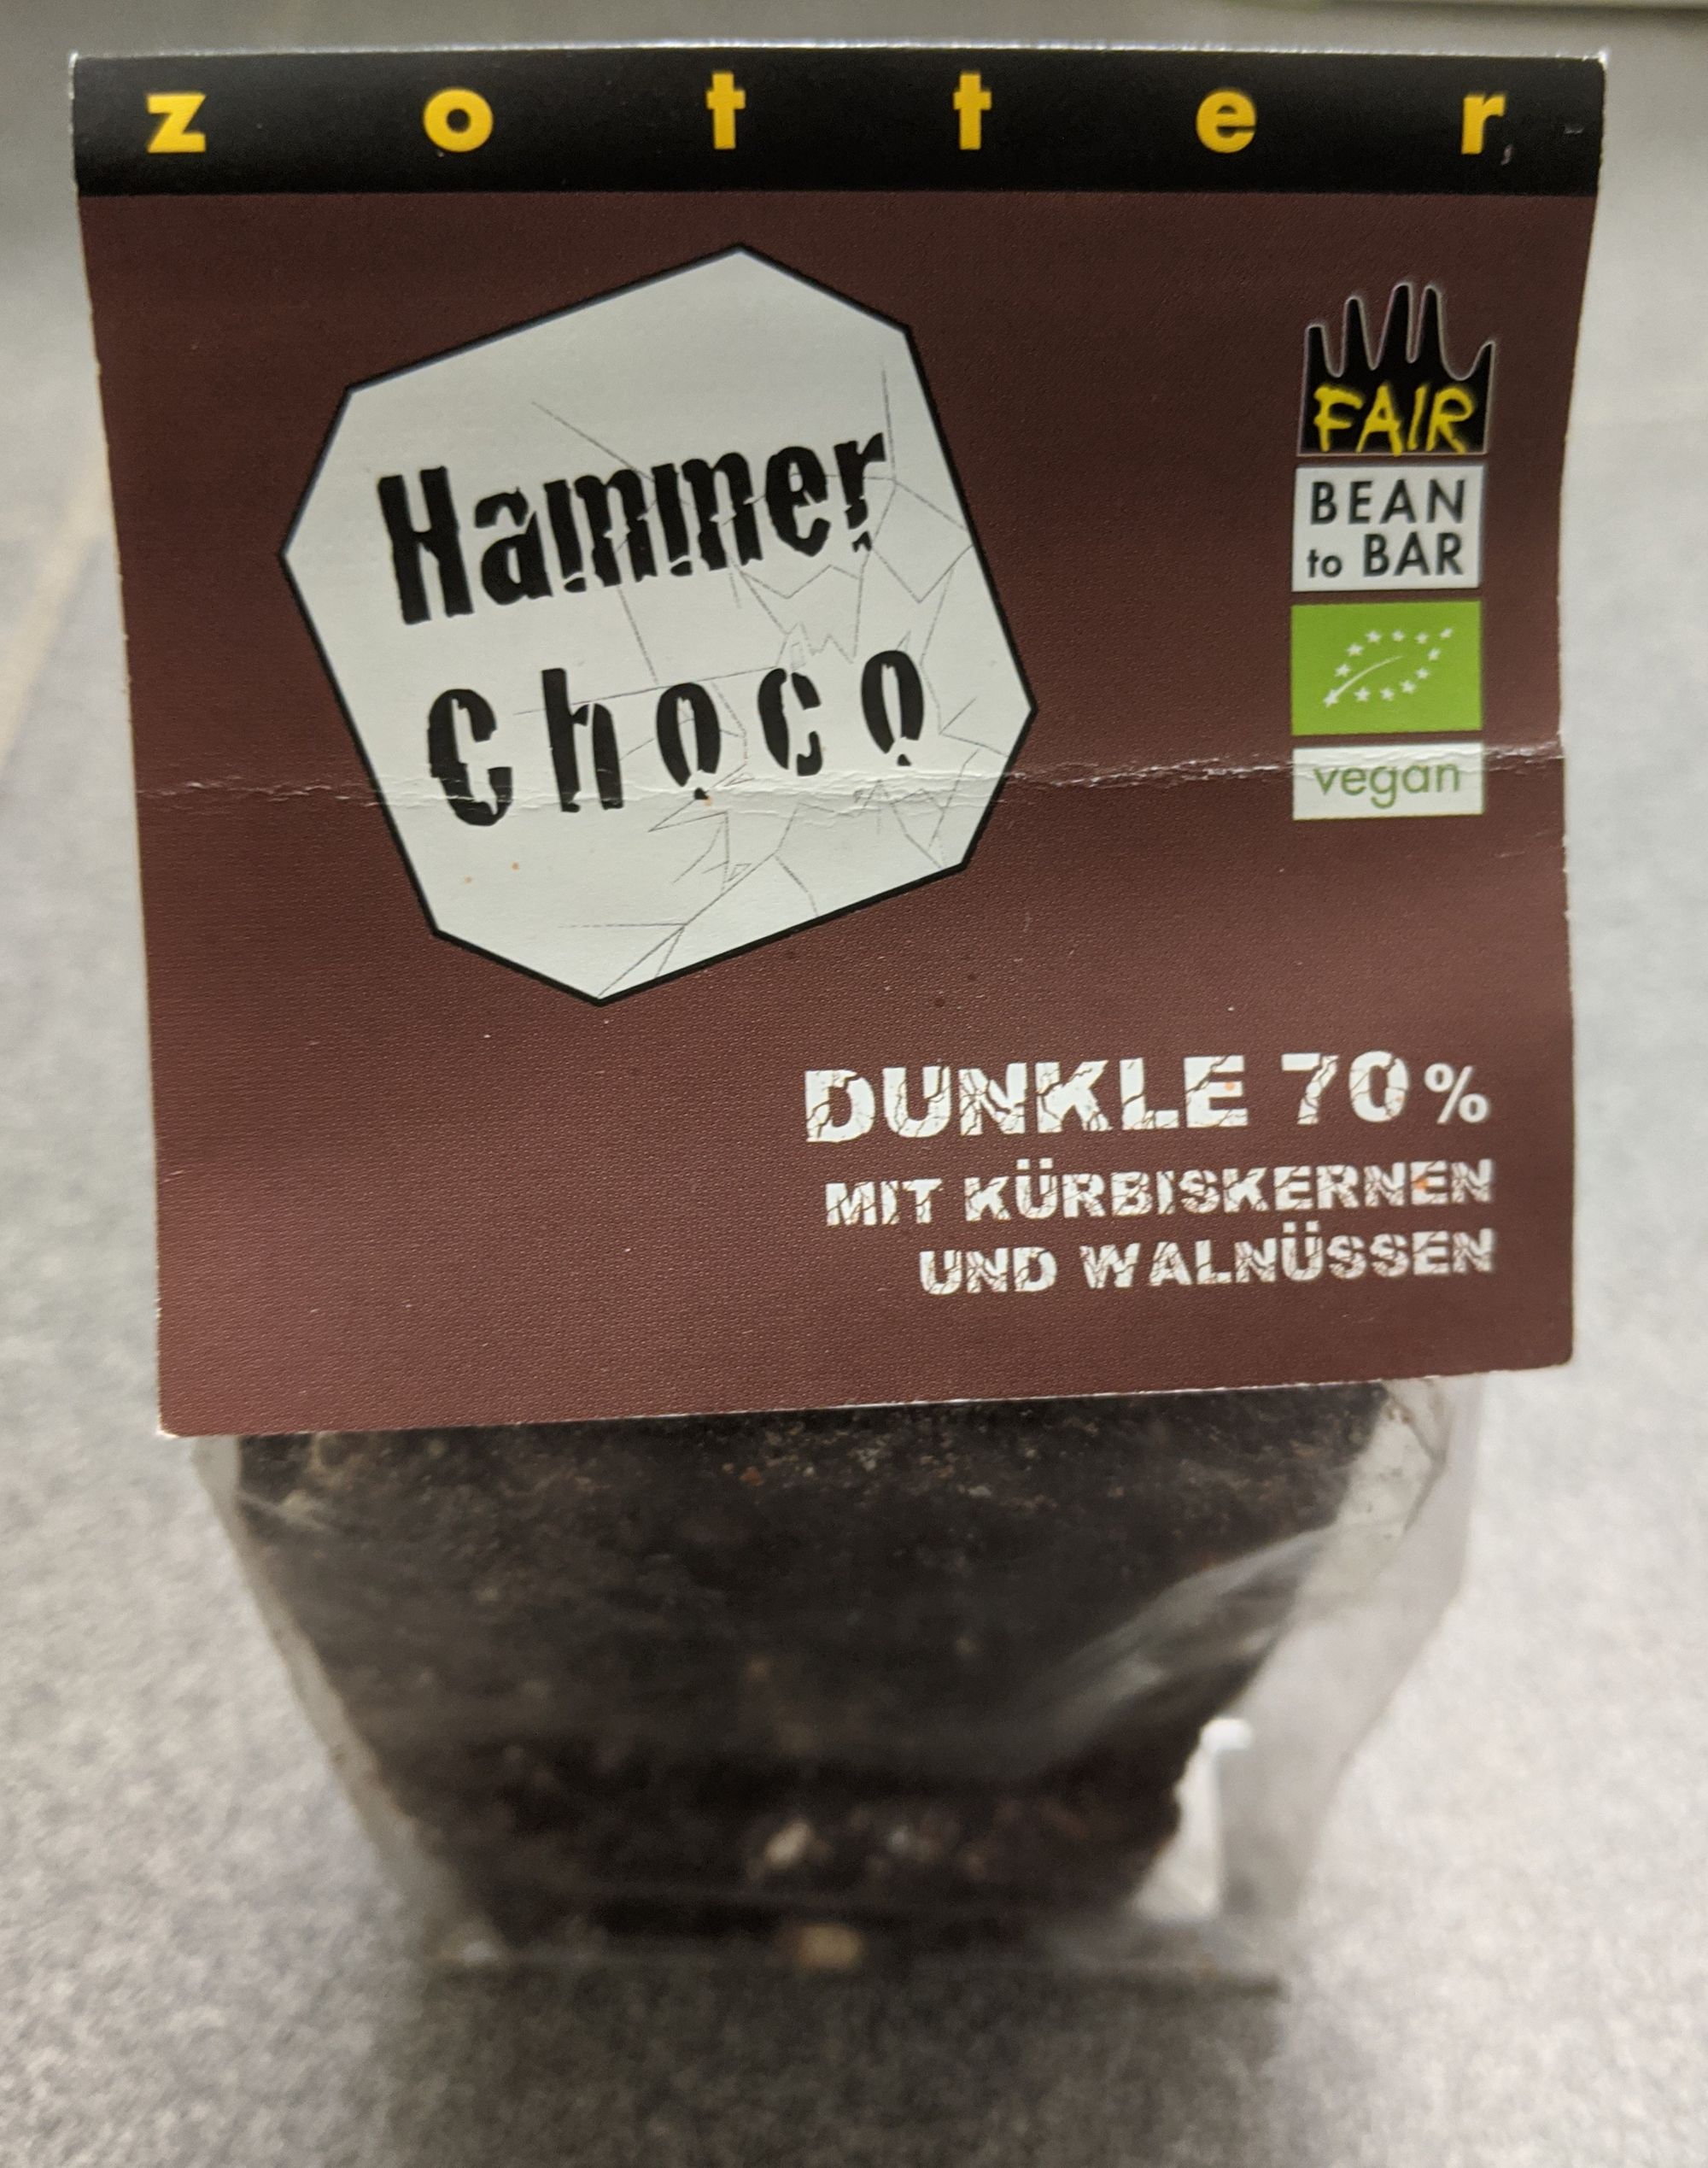 zotter
Hammer
Choco
FAIR
BEAN
to BAR
vegan
DUNKLE 70%
MIT KÜRBISKERNEN
UND WALNÜSSEN